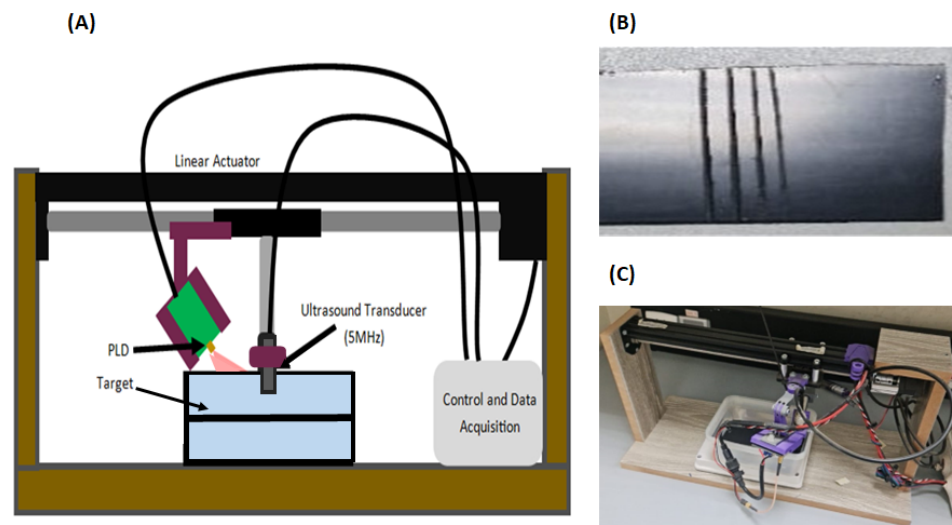 (A)
Linear Actuator
Ultrasound Transducer
(5MHz)
PLD
Target
Control and Data
Acquisition
(B)
(C)